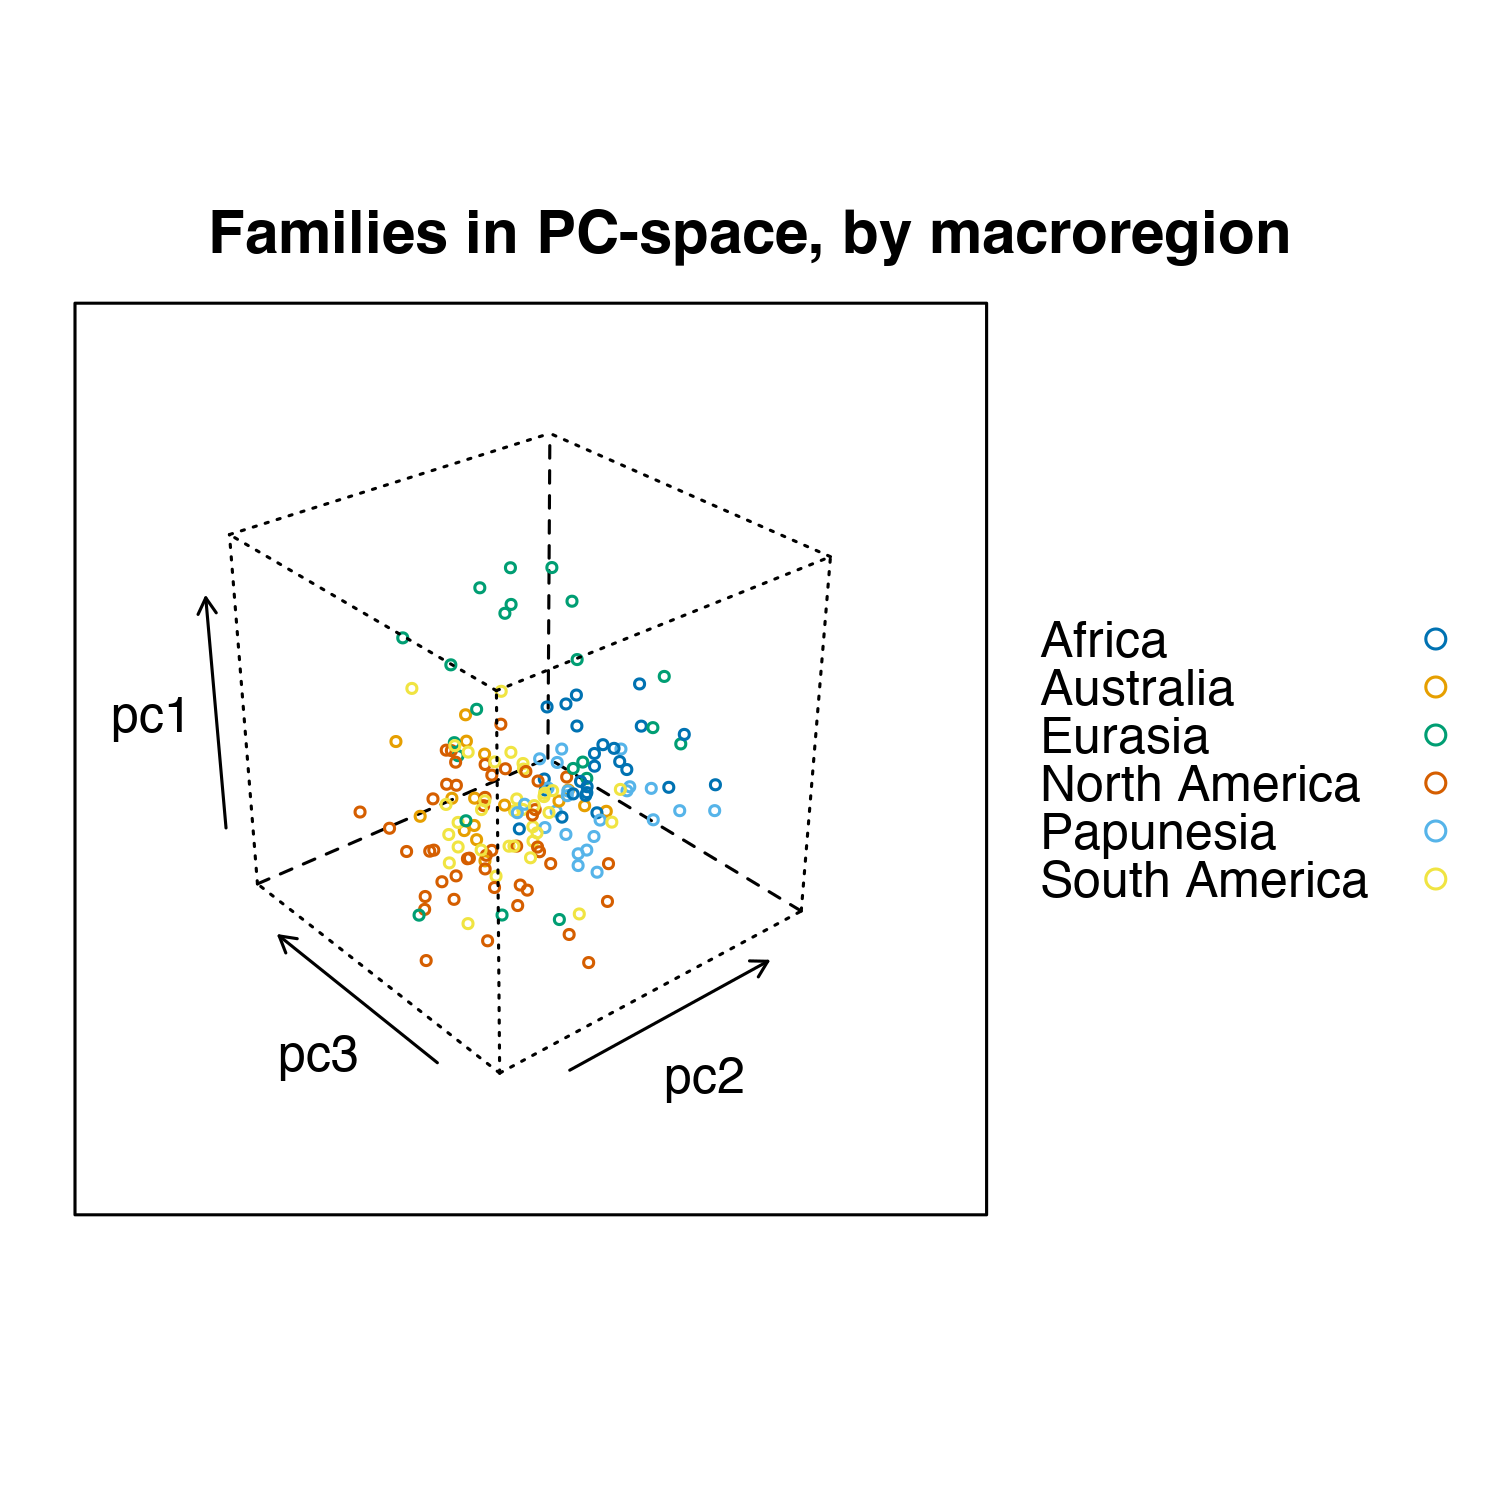 Families in PC-space, by macroregion
pc1
pc3
pc2
Africa
Australia
Eurasia
North America
Papunesia
South America